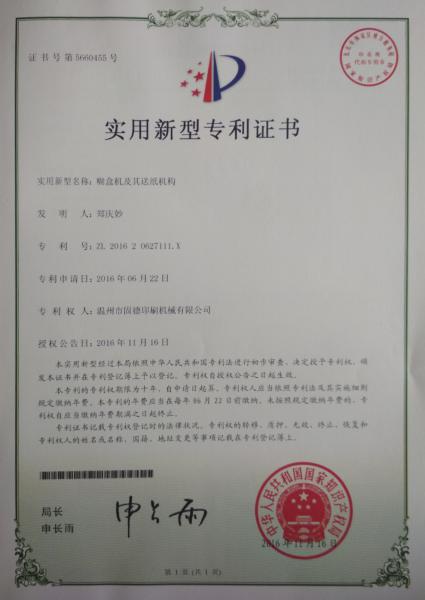 证书号第5660455号
实用新型专利证书
实用新型名称：糊盒机及其送纸机构
发　明　人：郑庆妙
专　利　号：ZL 2016 2 0627111.X
专利申请日：2016年06月22日
专　利　权　人：温州市固德印刷机械有限公司
授权公告日：2016年11月16日
本实用新型经过本局依照中华人民共和国专利法进行初步审查，决定授予专利权，颁
发本证书并在专利登记簿上予以登记。专利权自授权公告之日起生效。
本专利的专利权期限为十年，自申请日起算。专利权人应当依照专利法及其实施细则
规定缴纳年费。本专利的年费应当在每年06月22日前缴纳。未按照规定缴纳年费的，专
利权自应当缴纳年费期满之日起终止。
专利证书记载专利权登记时的法律状况。专利权的转移、质押、无效、终止、恢复和
专利权人的姓名或名称、国籍、地址变更等事项记载在专利登记簿上。
局长
申长雨
申长雨
中华人民共和国国家知识产权局
2016年11月16日
第1页（共1页）